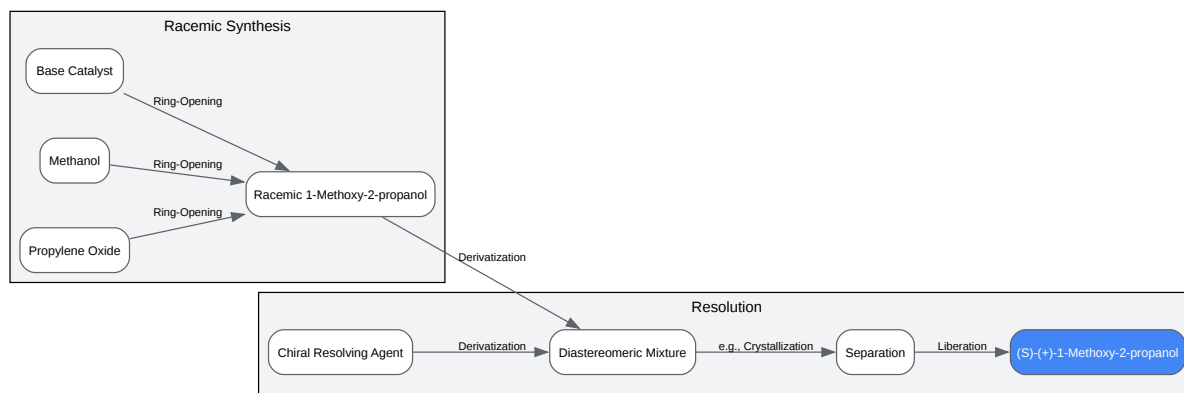 Racemic Synthesis
Base Catalyst
Ring-Opening
Methanol
Ring-Opening
Racemic 1-Methoxy-2-propanol
Ring-Opening
Propylene Oxide
Derivatization
Resolution
Chiral Resolving Agent
Derivatization
Diastereomeric Mixture
e.g., Crystallization
Separation
Liberation
(S)-(+)-1-Methoxy-2-propanol